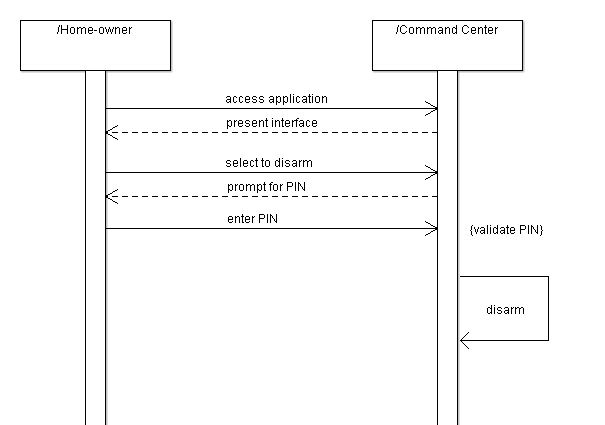 /Home-owner
/Command Center
access application
present interface
select to disarm
prompt for PIN
enter PIN
{validate PIN}
disarm